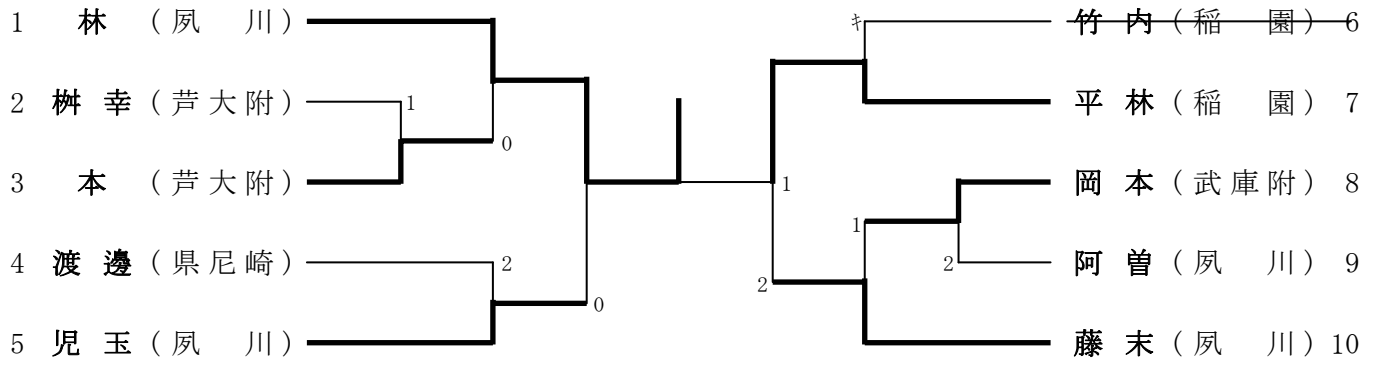 1 林 (夙 川)
2 桝 幸 (芦大附)
3 本 (芦大附)
4 渡 邊 (県尼崎)
5 児 玉 (夙 川)
1
0
2
0
ｷ
1
1
2
2
竹 内 (稲 園) 6
平 林 (稲 園) 7
岡 本 (武庫附) 8
阿 曽 (夙 川) 9
藤 末 (夙 川) 10